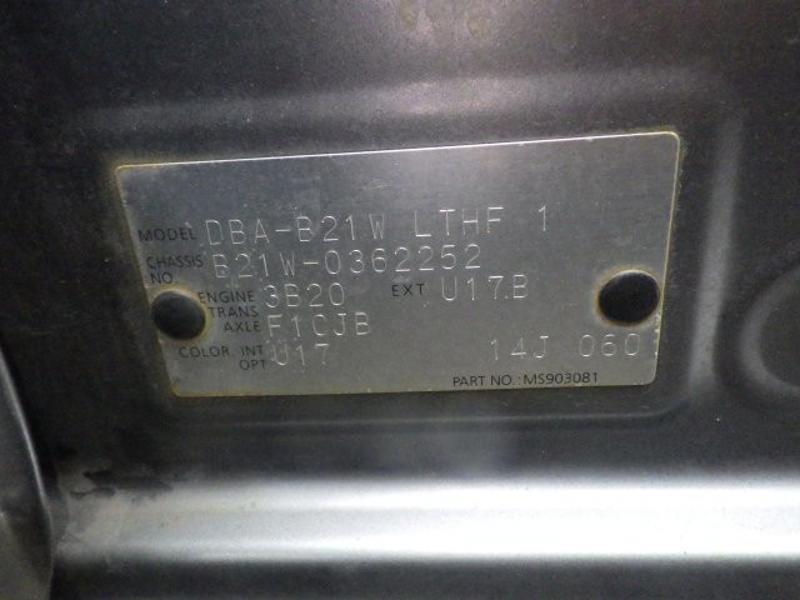 MODEL DBA-B21W LTHF 1
CHASSIS NO. B21W-0362252
ENGINE 3B20 EXT U17.B
TRANS AXLE F1CJB
COLOR. INT OPT U17 14J 060
PART NO.: MS903081